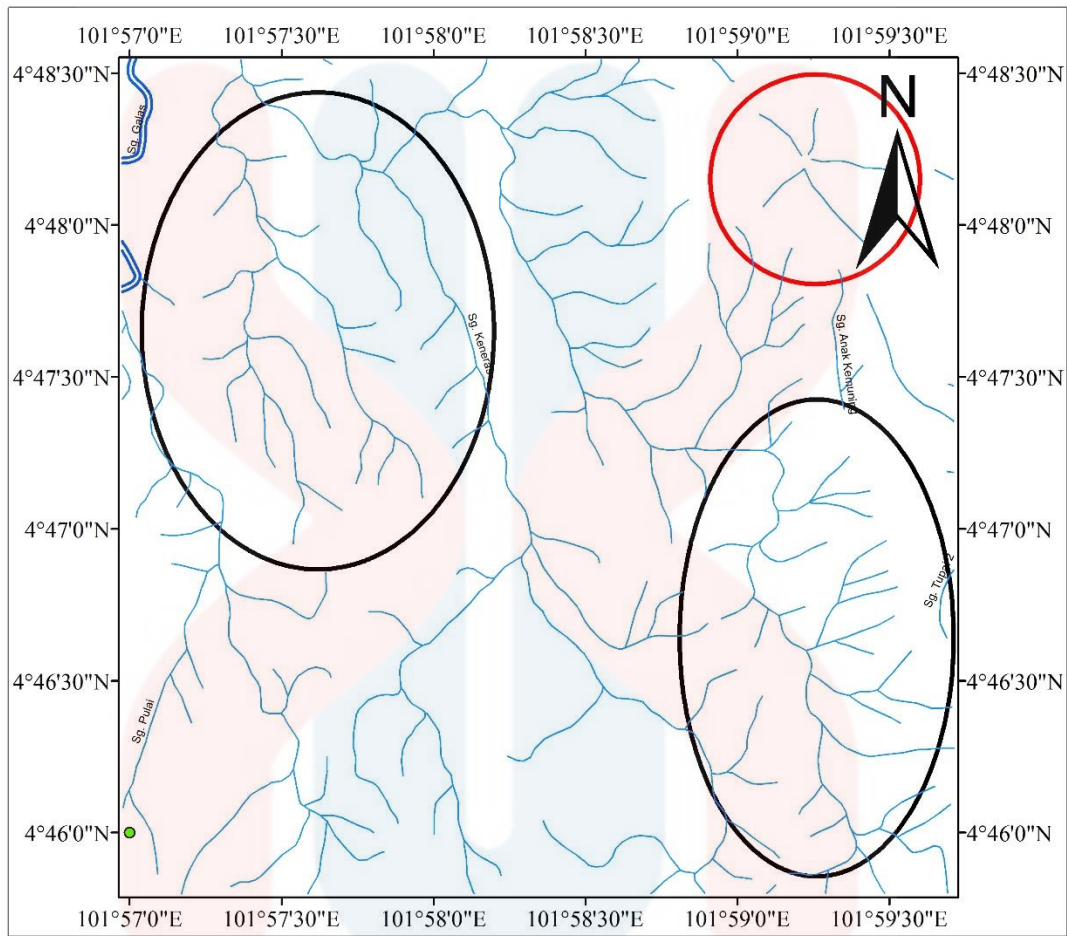 101°57'0"E 101°57'30"E 101°58'0"E 101°58'30"E 101°59'0"E 101°59'30"E
4°48'30"N 4°48'30"N
N
Sg. Galas
4°48'0"N 4°48'0"N
Sg. Keneras
Sg. Anak Kemuning
4°47'30"N 4°47'30"N
4°47'0"N 4°47'0"N
4°46'30"N 4°46'30"N
Sg. Pulai
4°46'0"N 4°46'0"N
101°57'0"E 101°57'30"E 101°58'0"E 101°58'30"E 101°59'0"E 101°59'30"E